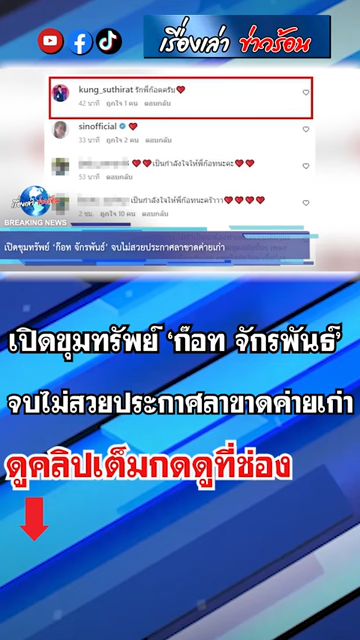 เรื่องเล่า ข่าวร้อน
kung_suthirat รักพี่ก๊อตครับ❤
42 นาที ถูกใจ 1 คน ตอบกลับ
sinofficial ❤
33 นาที ถูกใจ 2 คน ตอบกลับ
❤❤เป็นกำลังใจให้พี่ก๊อทนะคะ❤❤
53 นาที ตอบกลับ
เป็นกำลังใจให้พี่ก๊อทนะคร้าาา❤❤❤❤
2 ชม. ถูกใจ 10 คน ตอบกลับ
BREAKING NEWS
เปิดขุมทรัพย์ ‘ก๊อท จักรพันธ์’ จบไม่สวยประกาศลาขาดค่ายเก่า
เปิดขุมทรัพย์ ‘ก๊อท จักรพันธ์’
จบไม่สวยประกาศลาขาดค่ายเก่า
ดูคลิปเต็มกดดูที่ช่อง